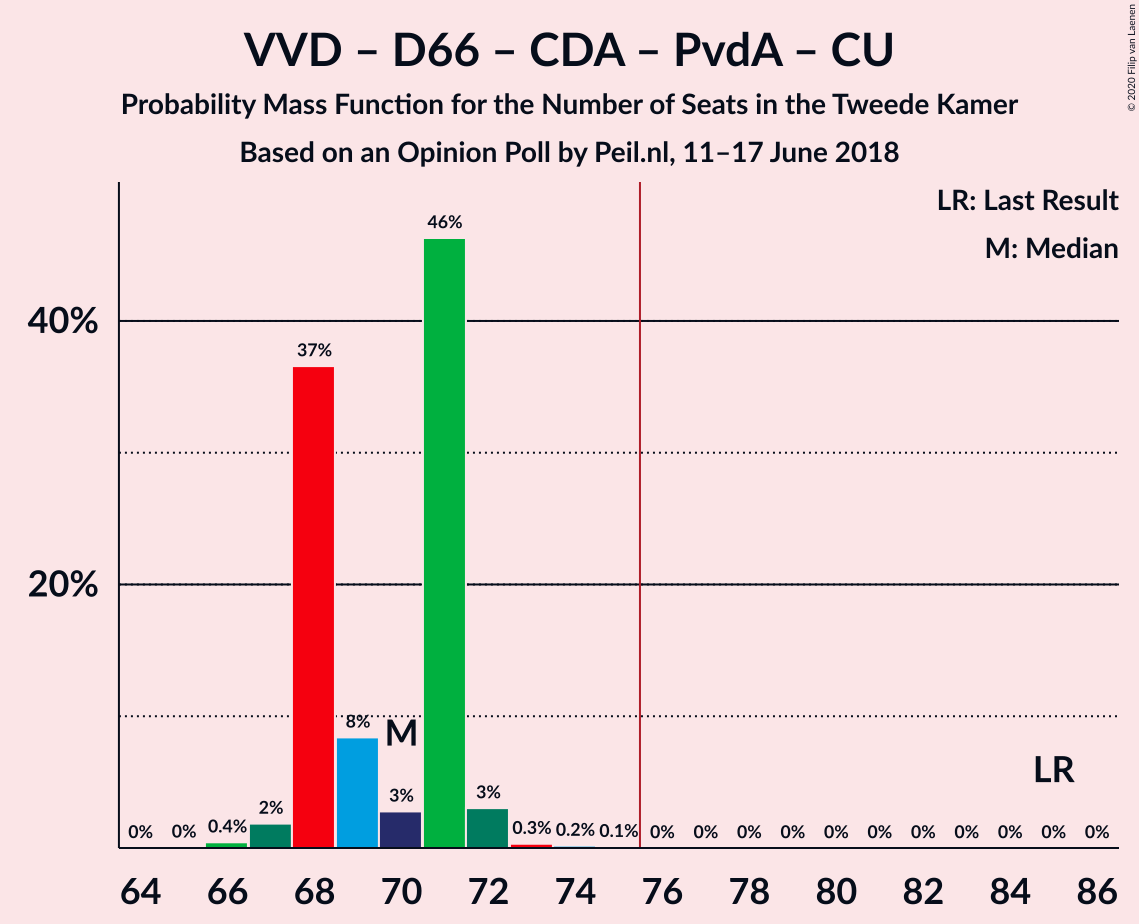 VVD – D66 – CDA – PvdA – CU
Probability Mass Function for the Number of Seats in the Tweede Kamer
Based on an Opinion Poll by Peil.nl, 11–17 June 2018
© 2020 Filip van Laenen
LR: Last Result
M: Median
40%
20%
0% 0% 0.4% 2% 37% 8% 3% 46% 3% 0.3% 0.2% 0.1% 0% 0% 0% 0% 0% 0% 0% 0% 0% 0% 0%
M
LR
64 66 68 70 72 74 76 78 80 82 84 86